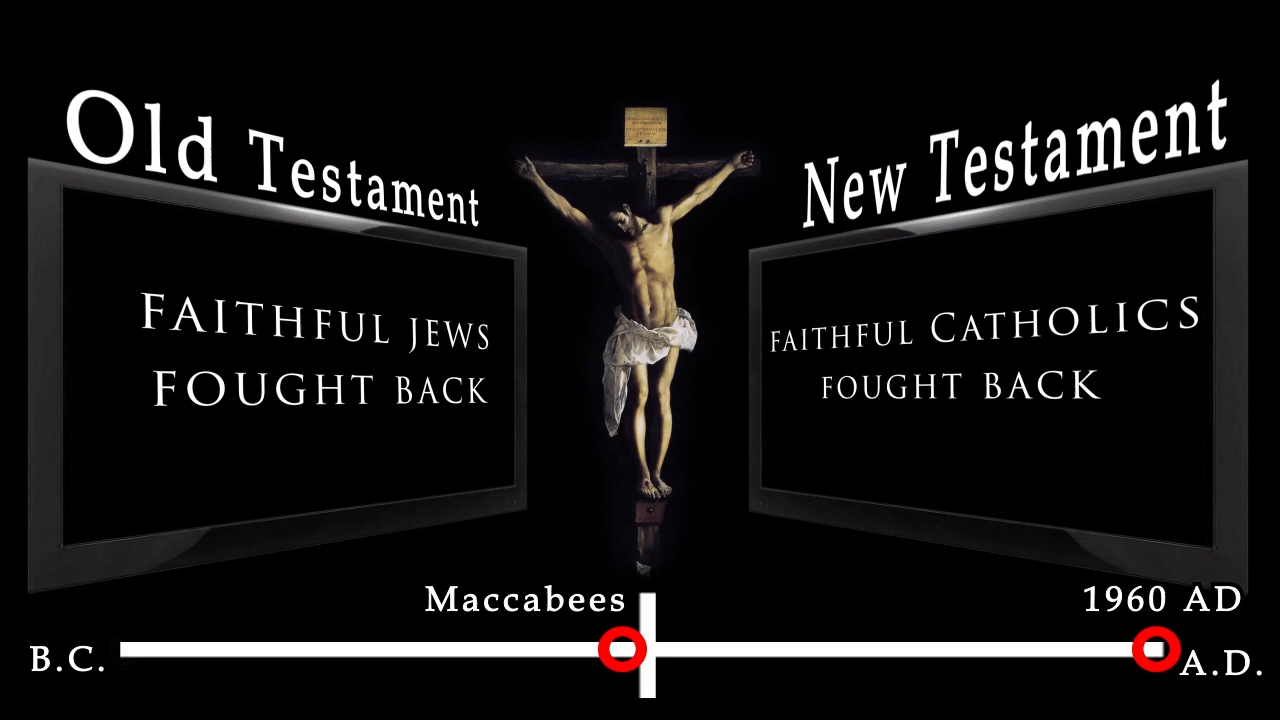 Old Testament
New Testament
FAITHFUL JEWS
FOUGHT BACK
FAITHFUL CATHOLICS
FOUGHT BACK
Maccabees
1960 AD
B.C.
A.D.